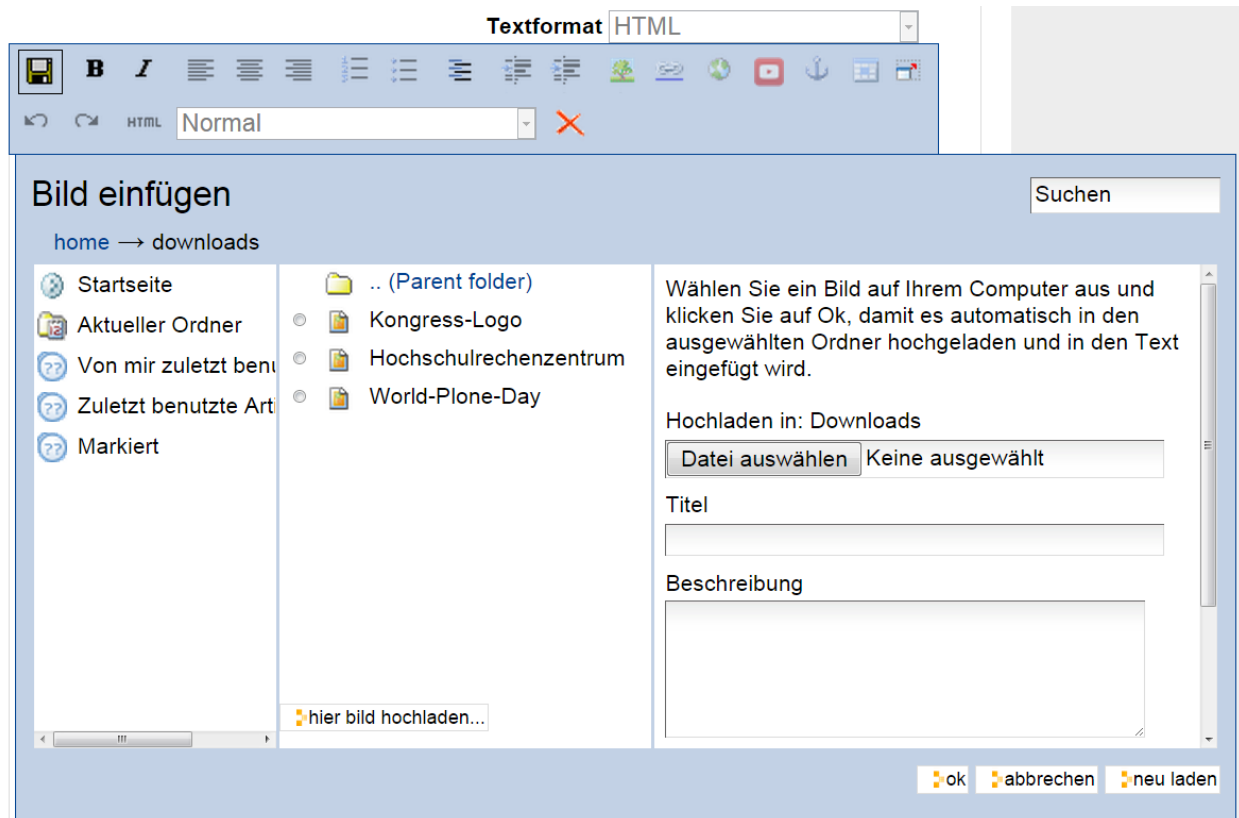 Textformat HTML
B I
HTML Normal
Bild einfügen
Suchen
home → downloads
Startseite
Aktueller Ordner
Von mir zuletzt benu
Zuletzt benutzte Arti
Markiert
.. (Parent folder)
Kongress-Logo
Hochschulrechenzentrum
World-Plone-Day
hier bild hochladen...
Wählen Sie ein Bild auf Ihrem Computer aus und
klicken Sie auf Ok, damit es automatisch in den
ausgewählten Ordner hochgeladen und in den Text
eingefügt wird.
Hochladen in: Downloads
Datei auswählen Keine ausgewählt
Titel
Beschreibung
ok abbrechen neu laden